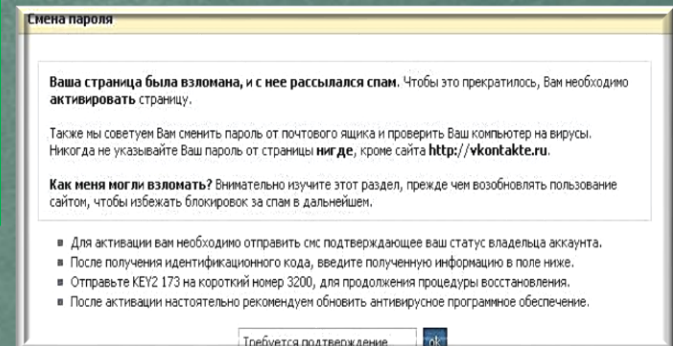 Смена пароля
Ваша страница была взломана, и с нее рассылался спам. Чтобы это прекратилось, Вам необходимо
активировать страницу.
Также мы советуем Вам сменить пароль от почтового ящика и проверить Ваш компьютер на вирусы.
Никогда не указывайте Ваш пароль от страницы нигде, кроме сайта http://vkontakte.ru.
Как меня могли взломать? Внимательно изучите этот раздел, прежде чем возобновлять пользование
сайтом, чтобы избежать блокировок за спам в дальнейшем.
Для активации вам необходимо отправить смс подтверждающее ваш статус владельца аккаунта.
После получения идентификационного кода, введите полученную информацию в поле ниже.
Отправьте KEY2 173 на короткий номер 3200, для продолжения процедуры восстановления.
После активации настоятельно рекомендуем обновить антивирусное программное обеспечение.
Требуется подтверждение... ok